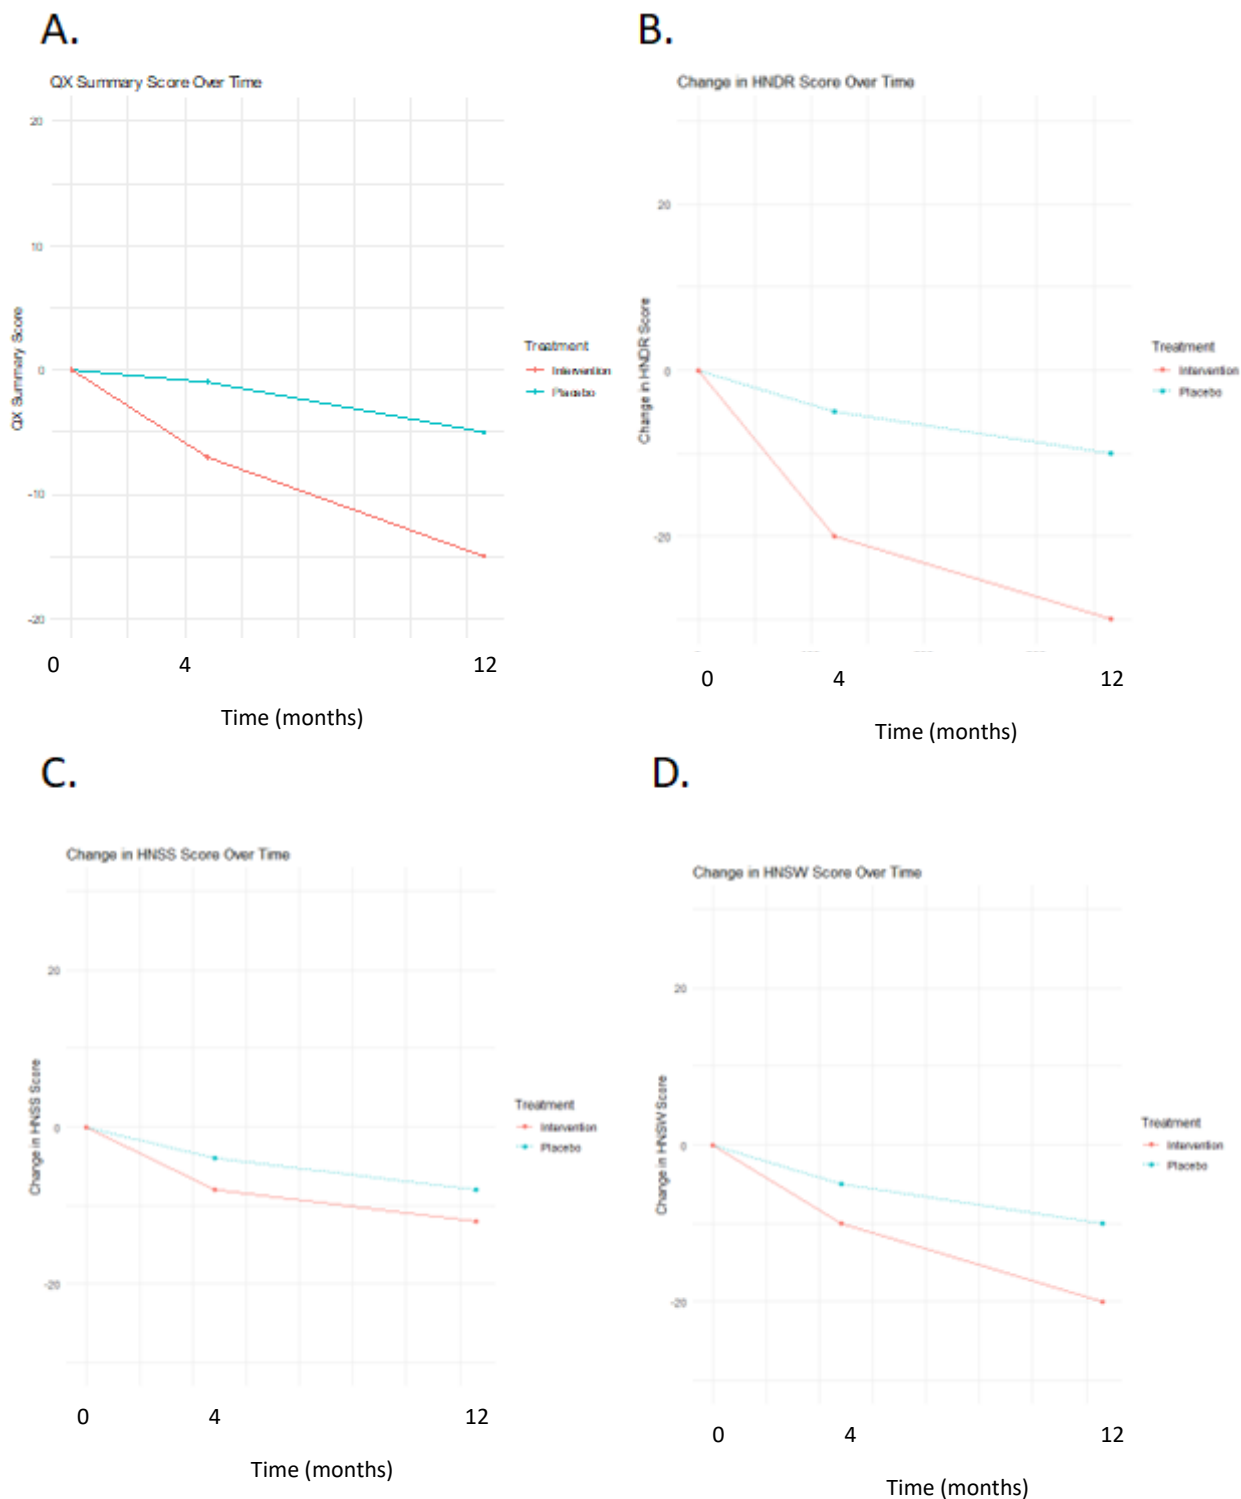 A.
QX Summary Score Over Time
20
10
0
-10
-20
QX Summary Score
Treatment
Intervention
Placebo
0 4 12
Time (months)
B.
Change in HNDR Score Over Time
20
0
-20
Change in HNDR Score
Treatment
Intervention
Placebo
0 4 12
Time (months)
C.
Change in HNSS Score Over Time
20
0
-20
Change in HNSS Score
Treatment
Intervention
Placebo
0 4 12
Time (months)
D.
Change in HNSW Score Over Time
20
0
-20
Change in HNSW Score
Treatment
Intervention
Placebo
0 4 12
Time (months)